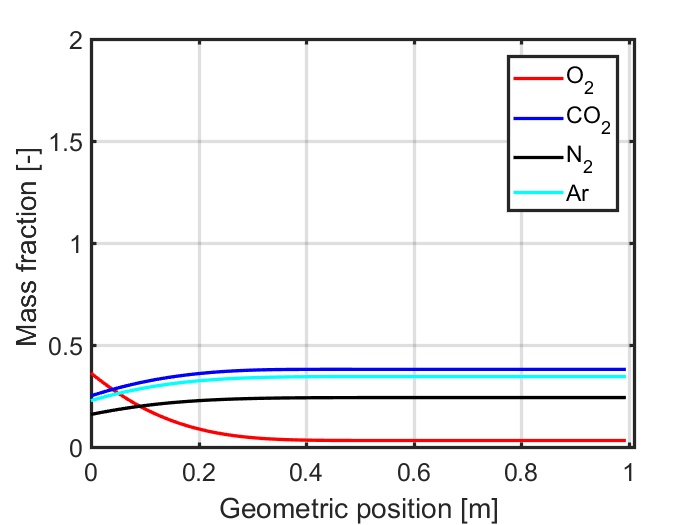 2
1.5
1
0.5
0
0
0.2
0.4
0.6
0.8
1
Mass fraction [-]
Geometric position [m]
O₂
CO₂
N₂
Ar